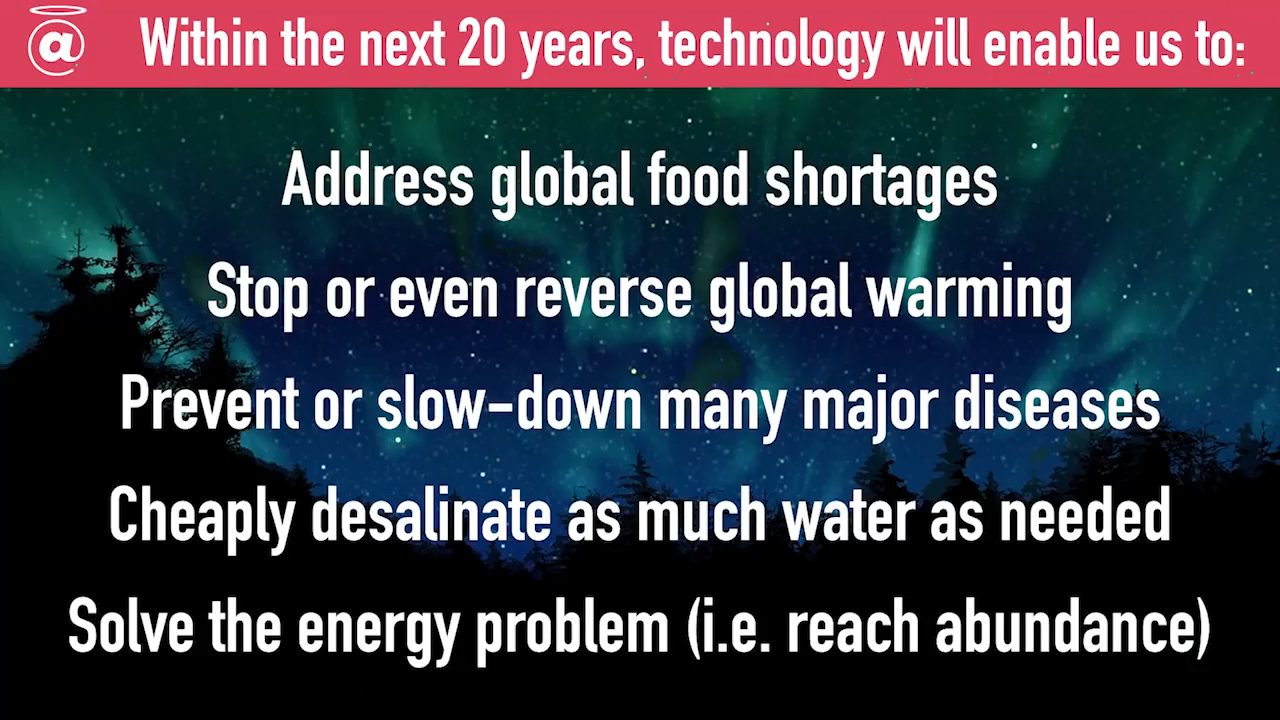 @ Within the next 20 years, technology will enable us to:
Address global food shortages
Stop or even reverse global warming
Prevent or slow-down many major diseases
Cheaply desalinate as much water as needed
Solve the energy problem (i.e. reach abundance)